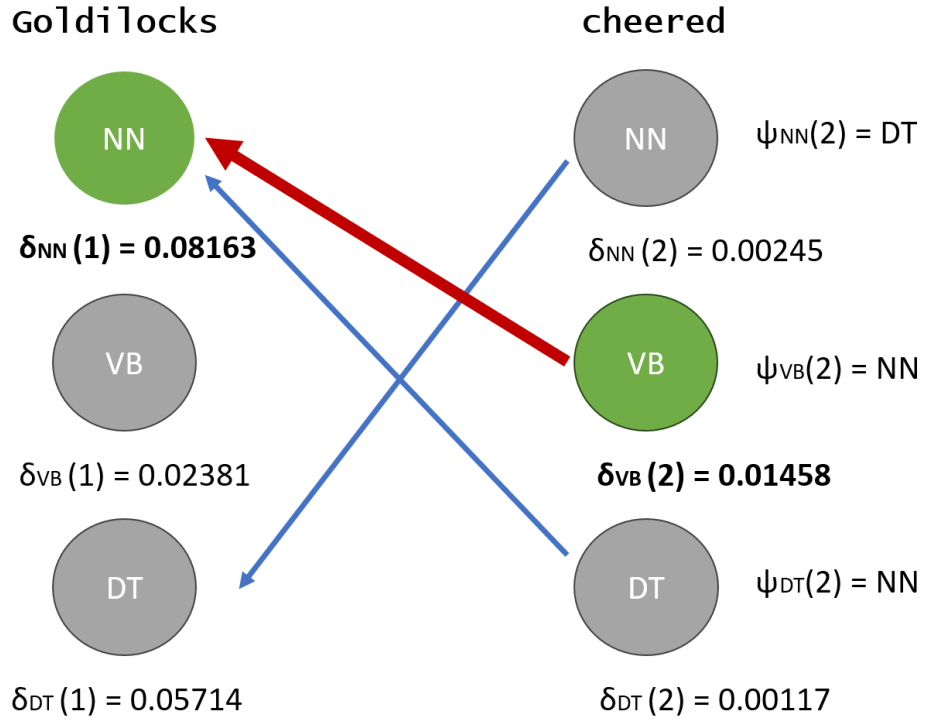 Goldilocks cheered
NN NN ψNN(2) = DT
δNN (1) = 0.08163 δNN (2) = 0.00245
VB VB ψVB(2) = NN
δVB (1) = 0.02381 δVB (2) = 0.01458
DT DT ψDT(2) = NN
δDT (1) = 0.05714 δDT (2) = 0.00117